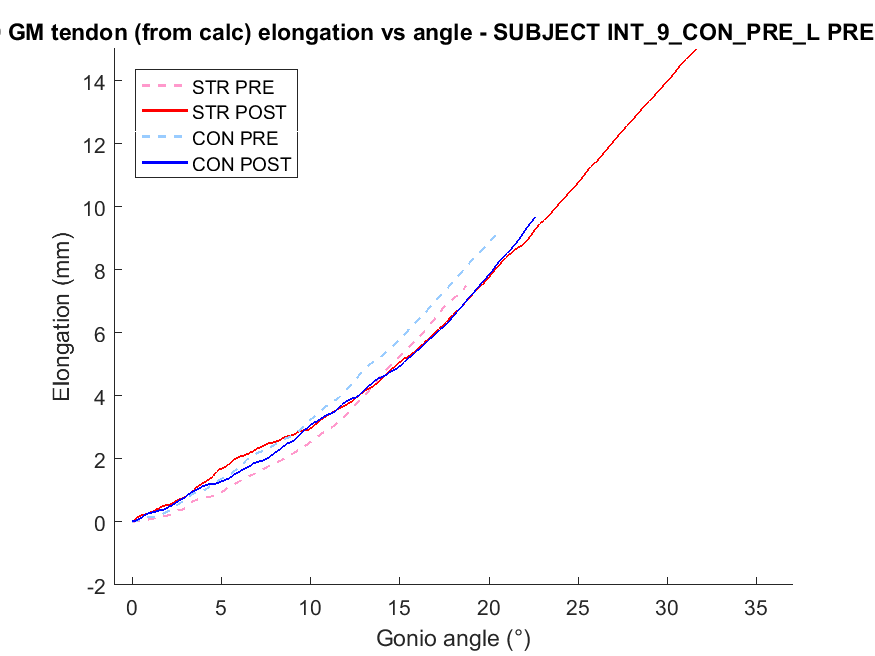 GM tendon (from calc) elongation vs angle - SUBJECT INT_9_CON_PRE_L PRE
STR PRE
STR POST
CON PRE
CON POST
14
12
10
8
6
4
2
0
-2
Elongation (mm)
0 5 10 15 20 25 30 35
Gonio angle (°)